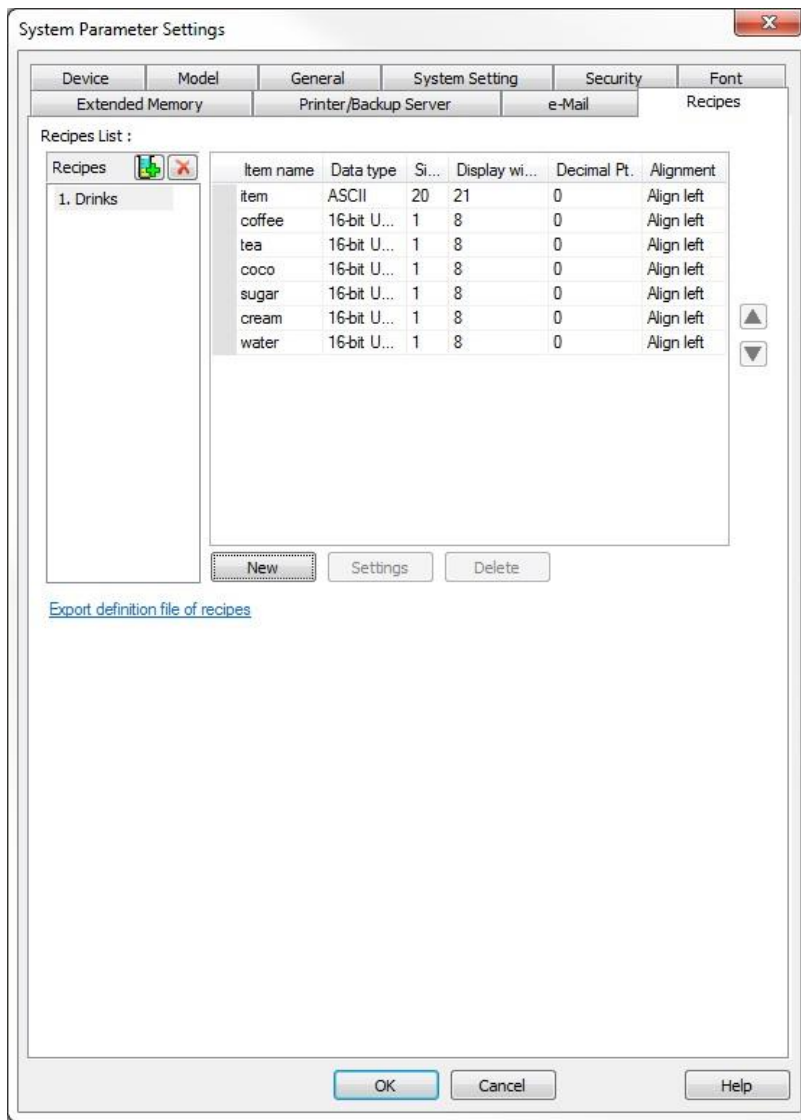 System Parameter Settings
Device Model General System Setting Security Font
Extended Memory Printer/Backup Server e-Mail Recipes
Recipes List :
Recipes
1. Drinks
Item name Data type Si... Display wi... Decimal Pt. Alignment
item ASCII 20 21 0 Align left
coffee 16-bit U... 1 8 0 Align left
tea 16-bit U... 1 8 0 Align left
coco 16-bit U... 1 8 0 Align left
sugar 16-bit U... 1 8 0 Align left
cream 16-bit U... 1 8 0 Align left
water 16-bit U... 1 8 0 Align left
New Settings Delete
Export definition file of recipes
OK Cancel Help